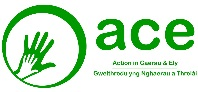 ace
Action in Caerau & Ely
Gweithredu yng Nghaerau a Threlái